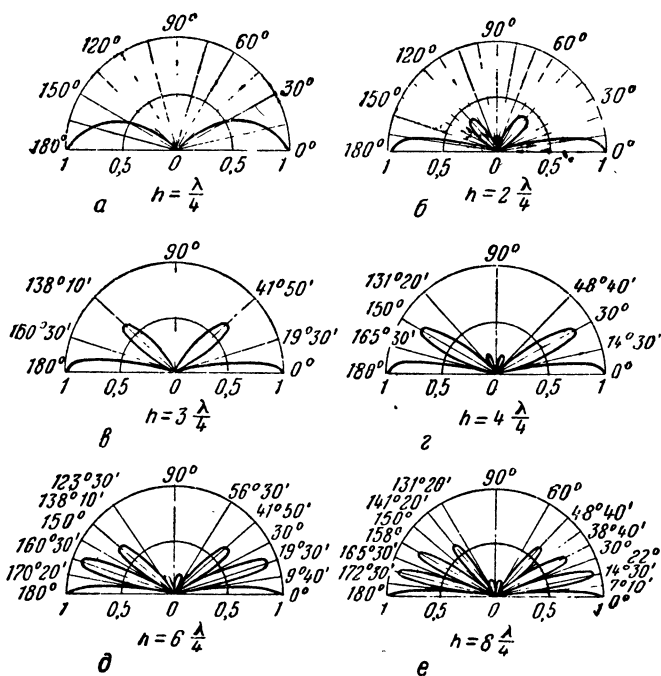 90°
120° 60°
150° 30°
180° 0°
1 0,5 0 0,5 1
а h = λ/4
90°
120° 60°
150° 30°
180° 0°
1 0,5 0 0,5 1
б h = 2 λ/4
90°
138°10' 41°50'
160°30' 19°30'
180° 0°
1 0,5 0 0,5 1
в h = 3 λ/4
90°
131°20' 48°40'
150° 30°
165°30' 14°30'
180° 0°
1 0,5 0 0,5 1
г h = 4 λ/4
90°
123°30' 56°30'
138°10' 41°50'
150° 30°
160°30' 19°30'
170°20' 9°40'
180° 0°
1 0,5 0 0,5 1
д h = 6 λ/4
90°
131°20' 60°
141°20' 48°40'
150° 38°40'
158° 30°
165°30' 22°
172°30' 14°30'
180° 7°10'
0°
1 0,5 0 0,5 1
е h = 8 λ/4